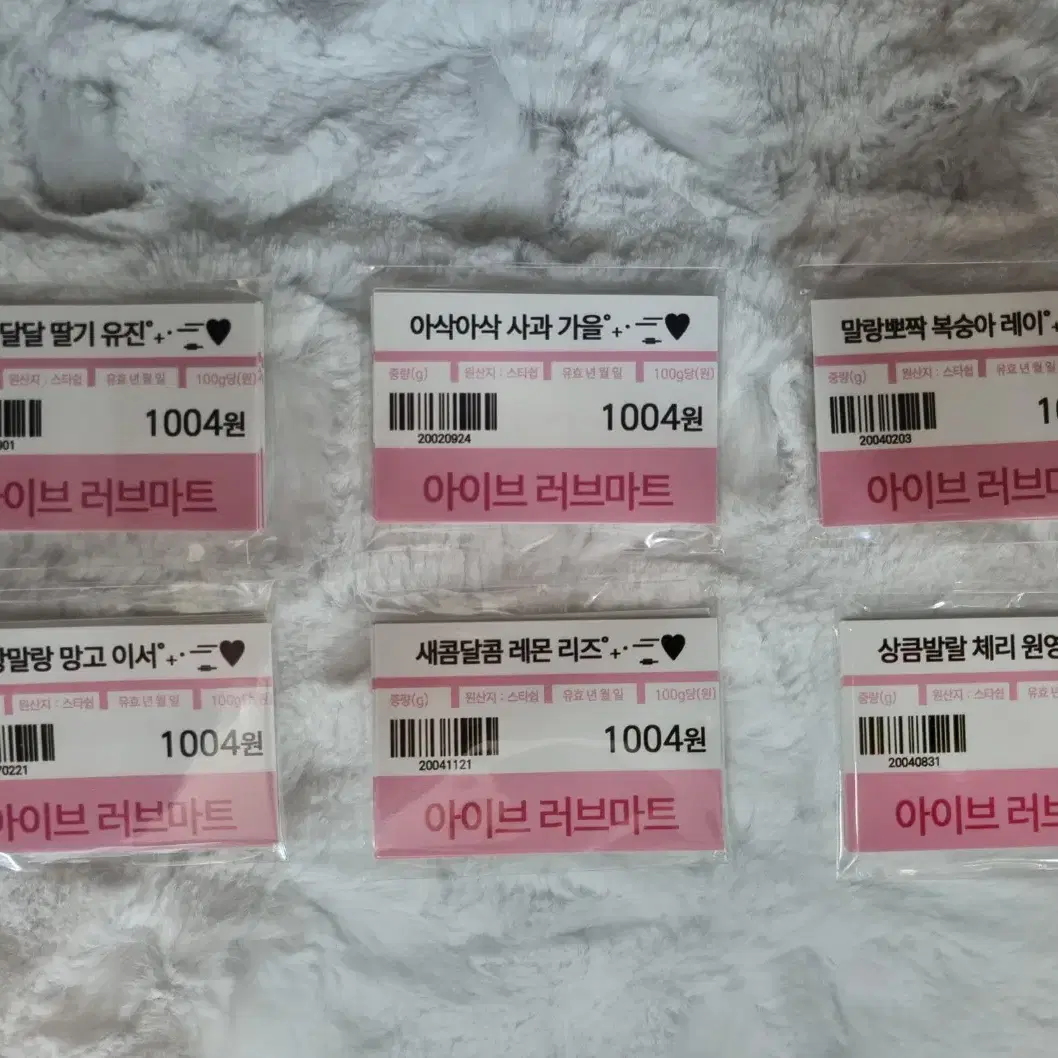 달달 딸기 유진°₊·
원산지 : 스타쉽 유효 년 월 일 100g당(원)
1004원
901
아이브 러브마트
아삭아삭 사과 가을°₊·
중량(g) 원산지 : 스타쉽 유효 년 월 일 100g당(원)
1004원
20020924
아이브 러브마트
말랑뽀짝 복숭아 레이°₊
중량(g) 원산지 : 스타쉽 유효 년 월 일
20040203
아이브 러브마
말랑 망고 이서°₊·
원산지 : 스타쉽 유효 년 월 일 100g당(원)
1004원
70221
아이브 러브마트
새콤달콤 레몬 리즈°₊·
중량(g) 원산지 : 스타쉽 유효 년 월 일 100g당(원)
1004원
20041121
아이브 러브마트
상큼발랄 체리 원영
중량(g) 원산지 : 스타쉽 유효 년
20040831
아이브 러브